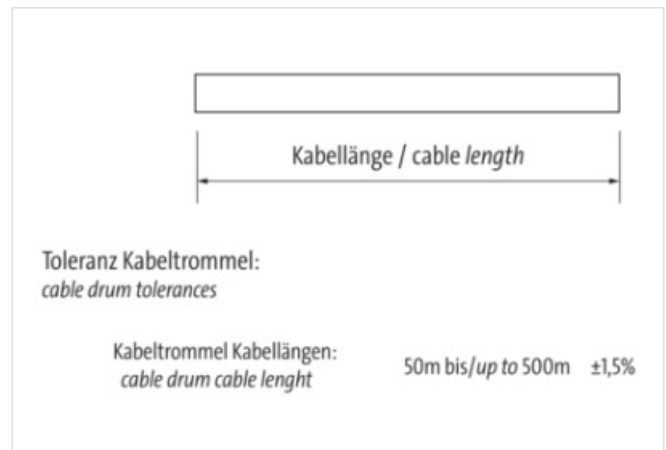 Kabellänge / cable length
Toleranz Kabeltrommel:
cable drum tolerances
Kabeltrommel Kabellängen:
cable drum cable lenght
50m bis/up to 500m ±1,5%